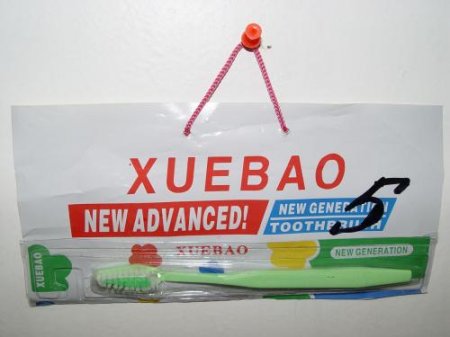 XUEBAO
NEW ADVANCED!
NEW GENERATION
TOOTHBRUSH
5
XUEBAO
XUEBAO
NEW GENERATION